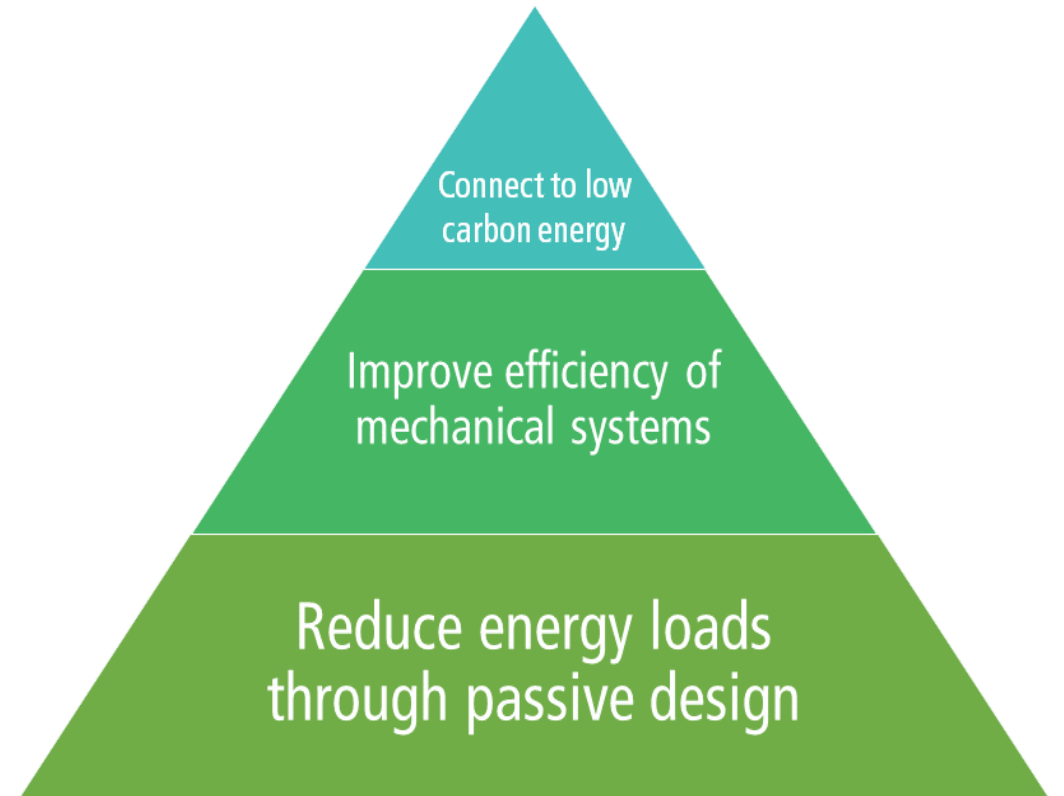 Connect to low
carbon energy
Improve efficiency of
mechanical systems
Reduce energy loads
through passive design